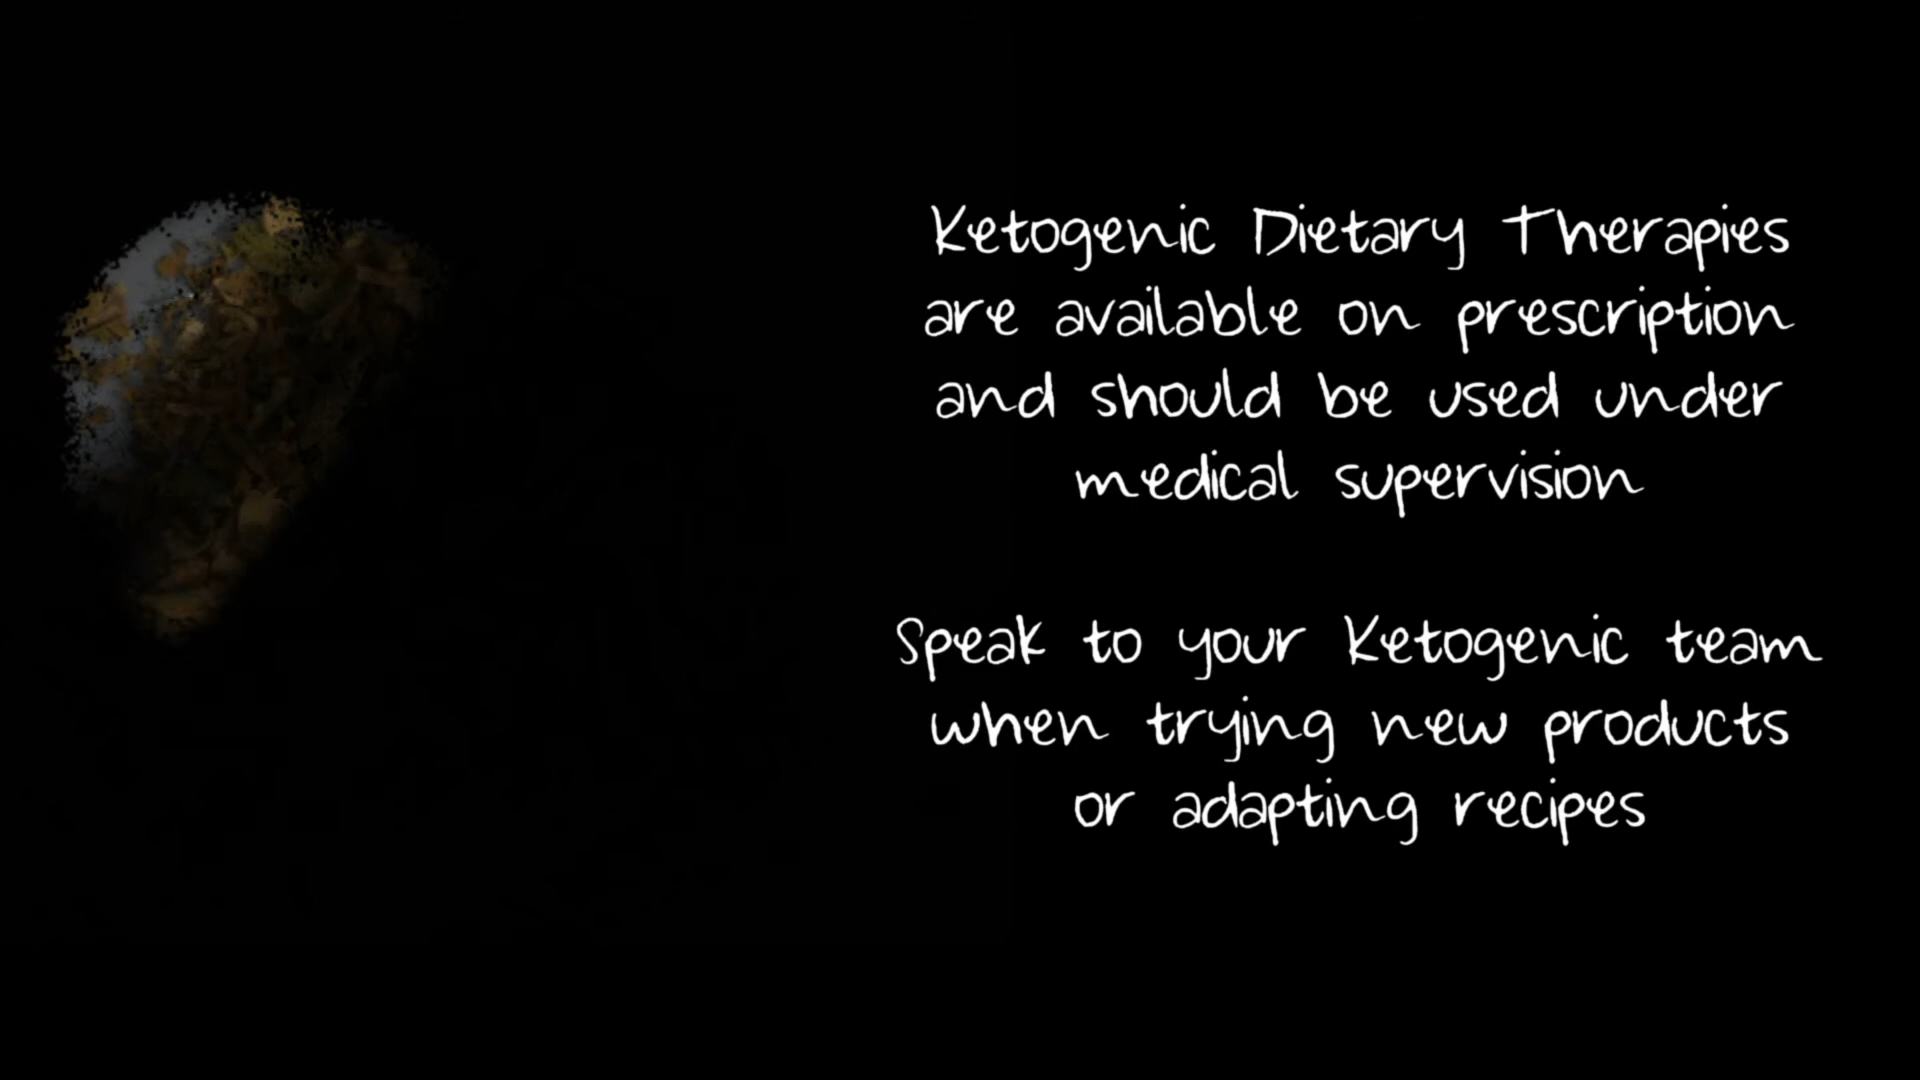 Ketogenic Dietary Therapies
are available on prescription
and should be used under
medical supervision
Speak to your Ketogenic team
when trying new products
or adapting recipes